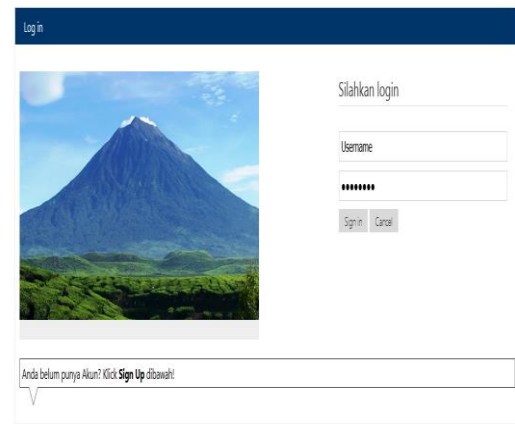 Log in
Silahkan login
Username
••••••••
Sign in Cancel
Anda belum punya Akun? Klick Sign Up dibawah!